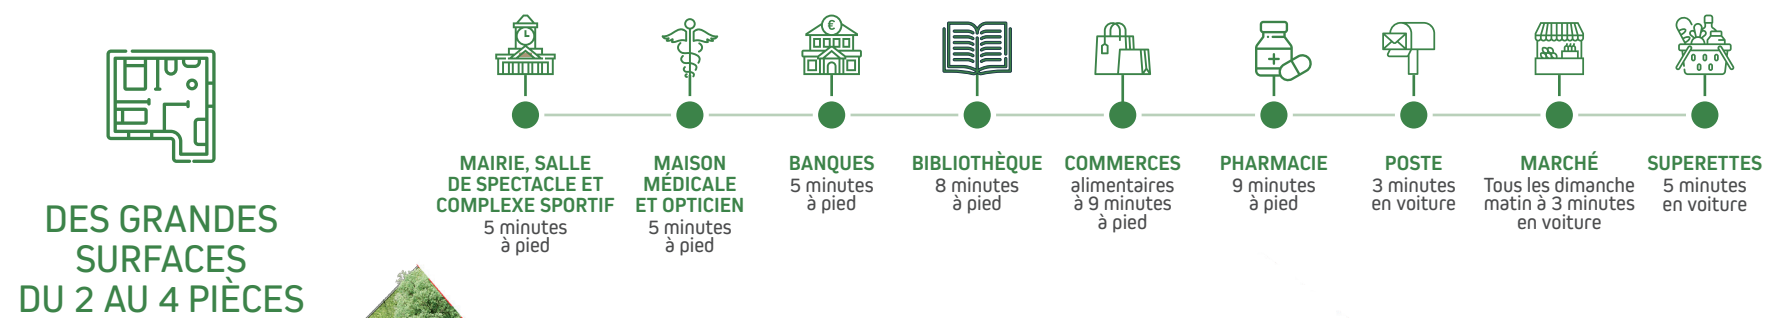 DES GRANDES
SURFACES
DU 2 AU 4 PIÈCES
€
MAIRIE, SALLE
DE SPECTACLE ET
COMPLEXE SPORTIF
5 minutes
à pied
MAISON
MÉDICALE
ET OPTICIEN
5 minutes
à pied
BANQUES
5 minutes
à pied
BIBLIOTHÈQUE
8 minutes
à pied
COMMERCES
alimentaires
à 9 minutes
à pied
PHARMACIE
9 minutes
à pied
POSTE
3 minutes
en voiture
MARCHÉ
Tous les dimanche
matin à 3 minutes
en voiture
SUPERETTES
5 minutes
en voiture